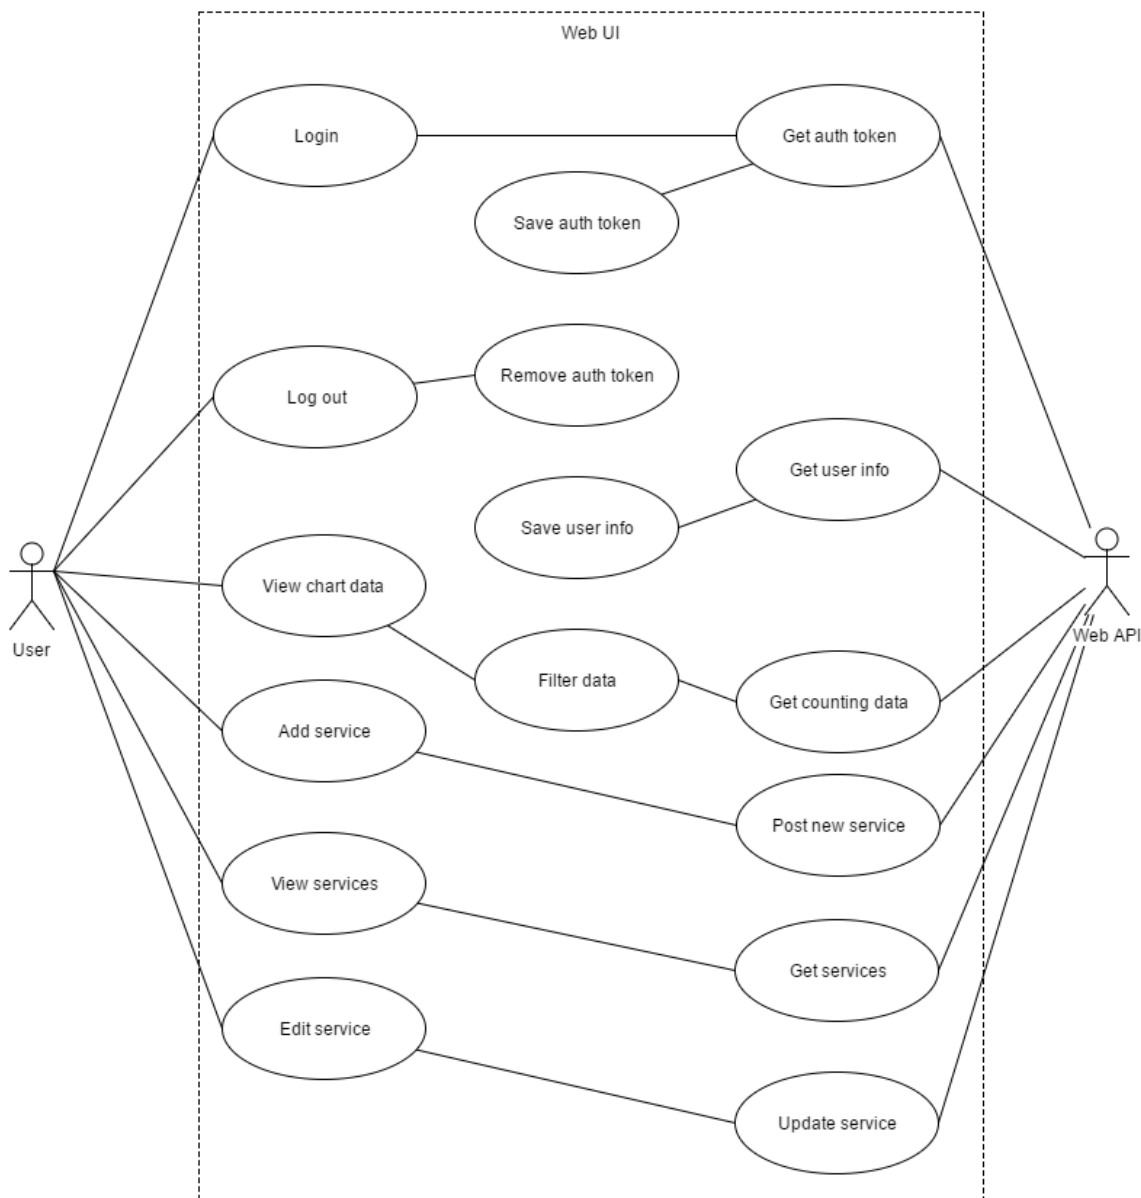 Web UI
Login
Get auth token
Save auth token
Remove auth token
Log out
Get user info
Save user info
View chart data
User
Web API
Filter data
Get counting data
Add service
Post new service
View services
Get services
Edit service
Update service